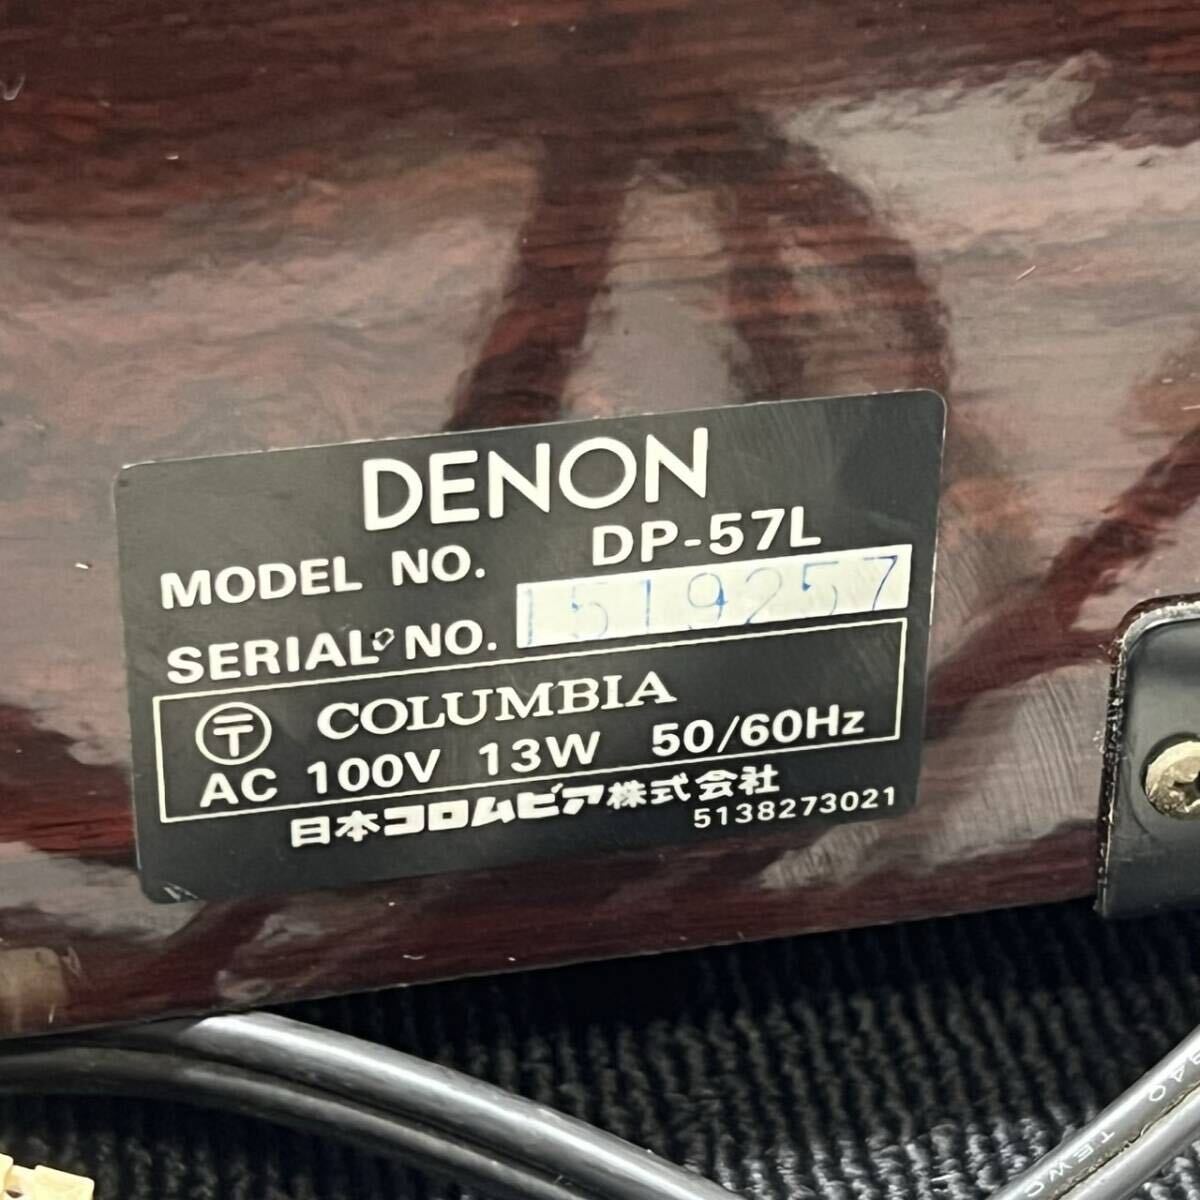 DENON
MODEL NO. DP-57L
SERIAL NO. 1519257
〒 COLUMBIA
AC 100V 13W 50/60Hz
日本コロムビア株式会社
5138273021